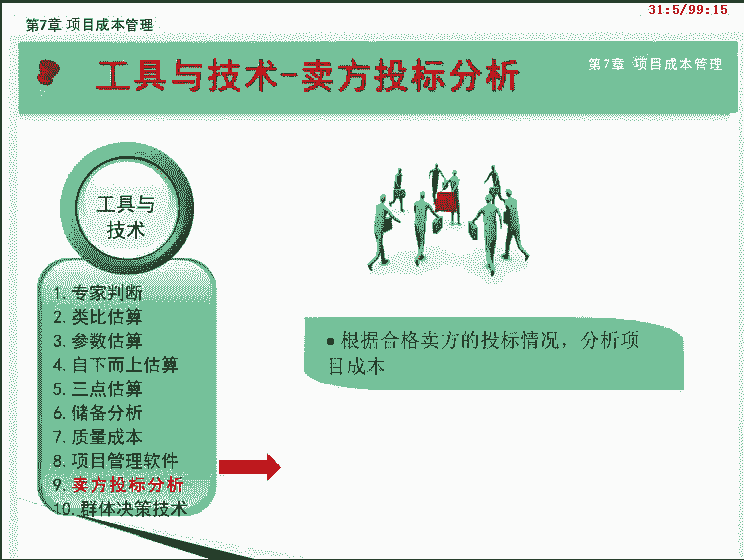 31:5/99:15
第7章 项目成本管理
工具与技术-卖方投标分析
第7章 项目成本管理
工具与
技术
1. 专家判断
2. 类比估算
3. 参数估算
4. 自下而上估算
5. 三点估算
6. 储备分析
7. 质量成本
8. 项目管理软件
9. 卖方投标分析
10. 群体决策技术
● 根据合格卖方的投标情况，分析项
目成本